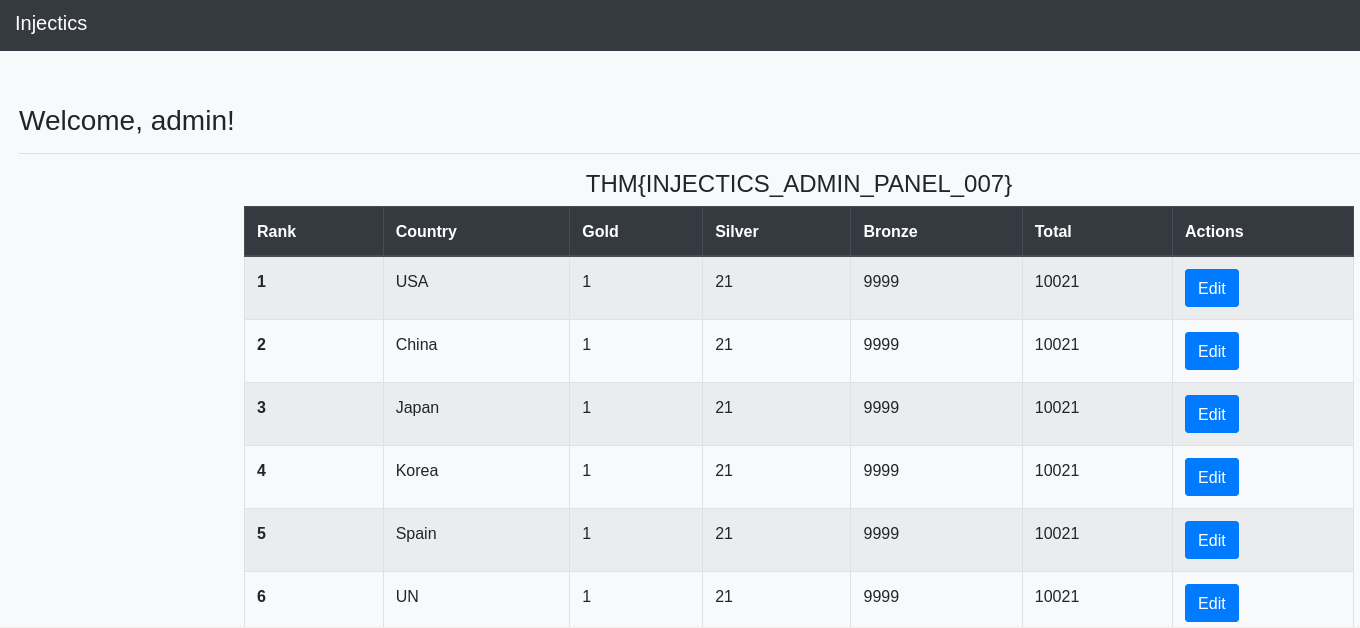 Injectics
Welcome, admin!
THM{INJECTICS_ADMIN_PANEL_007}
Rank Country Gold Silver Bronze Total Actions
1 USA 1 21 9999 10021 Edit
2 China 1 21 9999 10021 Edit
3 Japan 1 21 9999 10021 Edit
4 Korea 1 21 9999 10021 Edit
5 Spain 1 21 9999 10021 Edit
6 UN 1 21 9999 10021 Edit